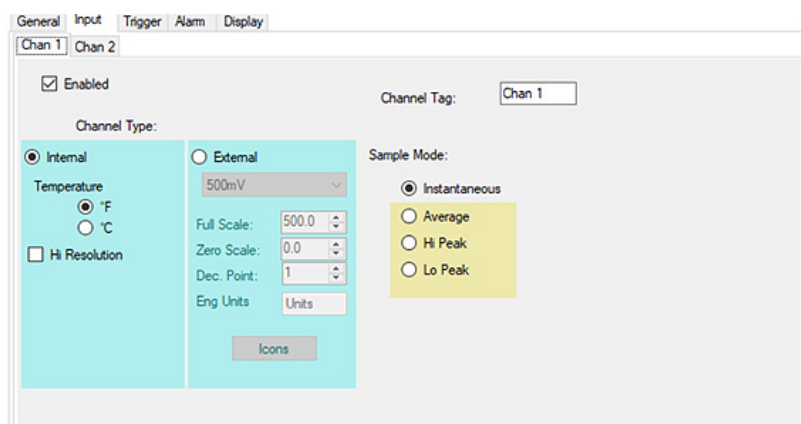 General Input Trigger Alarm Display
Chan 1 Chan 2
Enabled
Channel Tag: Chan 1
Channel Type:
Internal
Temperature
°F
°C
Hi Resolution
External
500mV
Full Scale: 500.0
Zero Scale: 0.0
Dec. Point: 1
Eng Units Units
Icons
Sample Mode:
Instantaneous
Average
Hi Peak
Lo Peak